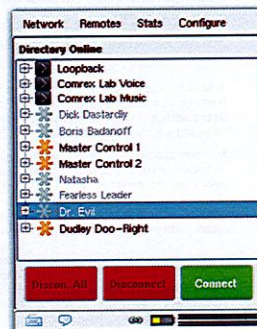 Network Remotes Stats Configure
Directory Online
Loopback
Comrex Lab Voice
Comrex Lab Music
Dick Dastardly
Boris Badanoff
Master Control 1
Master Control 2
Natasha
Fearless Leader
Dr. Evil
Dudley Doo-Right
Discon. All Disconnect Connect